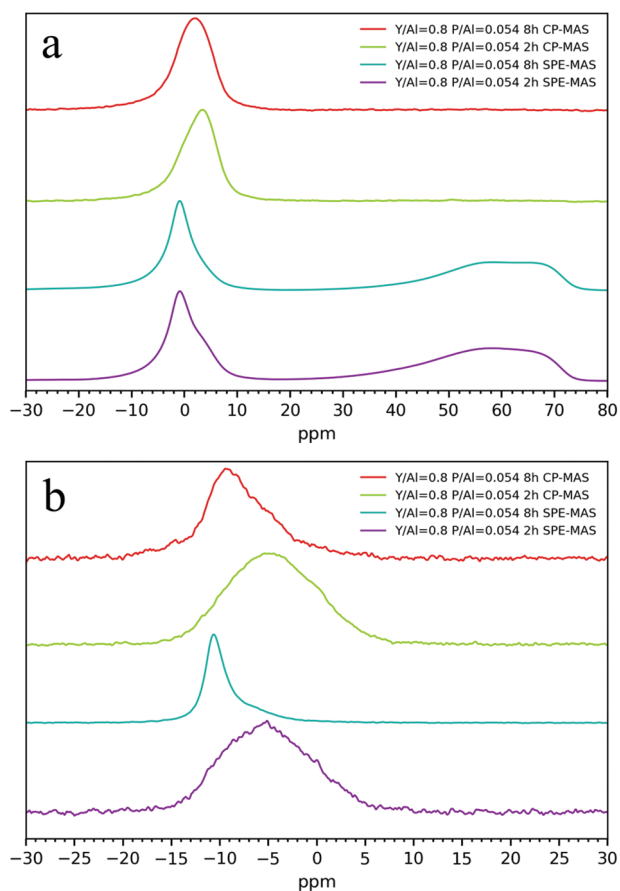 a
Y/Al=0.8 P/Al=0.054 8h CP-MAS
Y/Al=0.8 P/Al=0.054 2h CP-MAS
Y/Al=0.8 P/Al=0.054 8h SPE-MAS
Y/Al=0.8 P/Al=0.054 2h SPE-MAS
−30 −20 −10 0 10 20 30 40 50 60 70 80
ppm
b
Y/Al=0.8 P/Al=0.054 8h CP-MAS
Y/Al=0.8 P/Al=0.054 2h CP-MAS
Y/Al=0.8 P/Al=0.054 8h SPE-MAS
Y/Al=0.8 P/Al=0.054 2h SPE-MAS
−30 −25 −20 −15 −10 −5 0 5 10 15 20 25 30
ppm